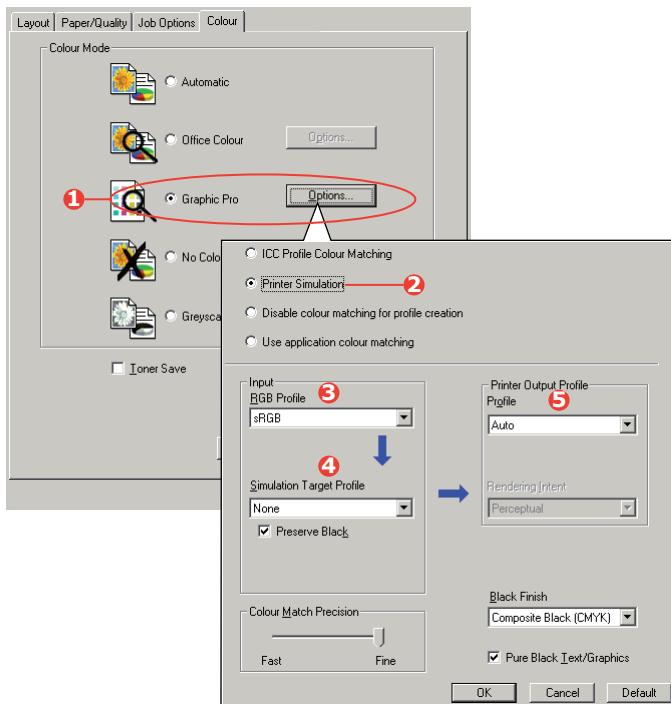 Layout Paper/Quality Job Options Colour
Colour Mode
Automatic
Office Colour Options...
1 Graphic Pro Options...
No Colo
Greysca
Toner Save
ICC Profile Colour Matching
Printer Simulation 2
Disable colour matching for profile creation
Use application colour matching
Input
RGB Profile 3
sRGB
4
Simulation Target Profile
None
Preserve Black
Printer Output Profile
Profile 5
Auto
Rendering Intent
Perceptual
Colour Match Precision
Fast Fine
Black Finish
Composite Black (CMYK)
Pure Black Text/Graphics
OK Cancel Default